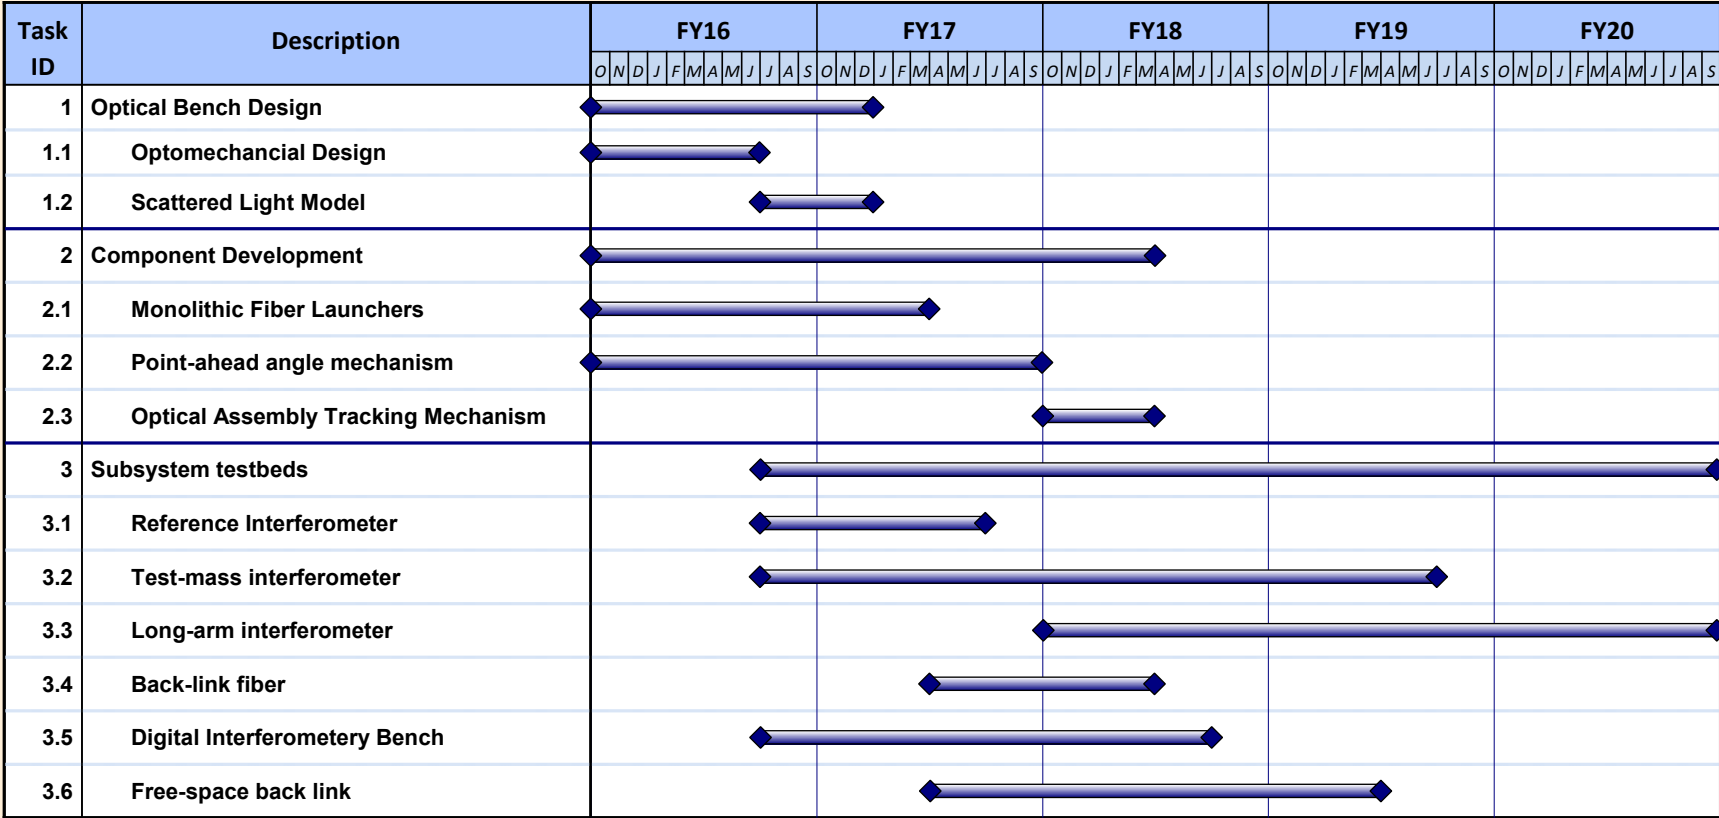 Task ID Description FY16 FY17 FY18 FY19 FY20
O N D J F M A M J J A S O N D J F M A M J J A S O N D J F M A M J J A S O N D J F M A M J J A S O N D J F M A M J J A S
1 Optical Bench Design
1.1 Optomechancial Design
1.2 Scattered Light Model
2 Component Development
2.1 Monolithic Fiber Launchers
2.2 Point-ahead angle mechanism
2.3 Optical Assembly Tracking Mechanism
3 Subsystem testbeds
3.1 Reference Interferometer
3.2 Test-mass interferometer
3.3 Long-arm interferometer
3.4 Back-link fiber
3.5 Digital Interferometery Bench
3.6 Free-space back link